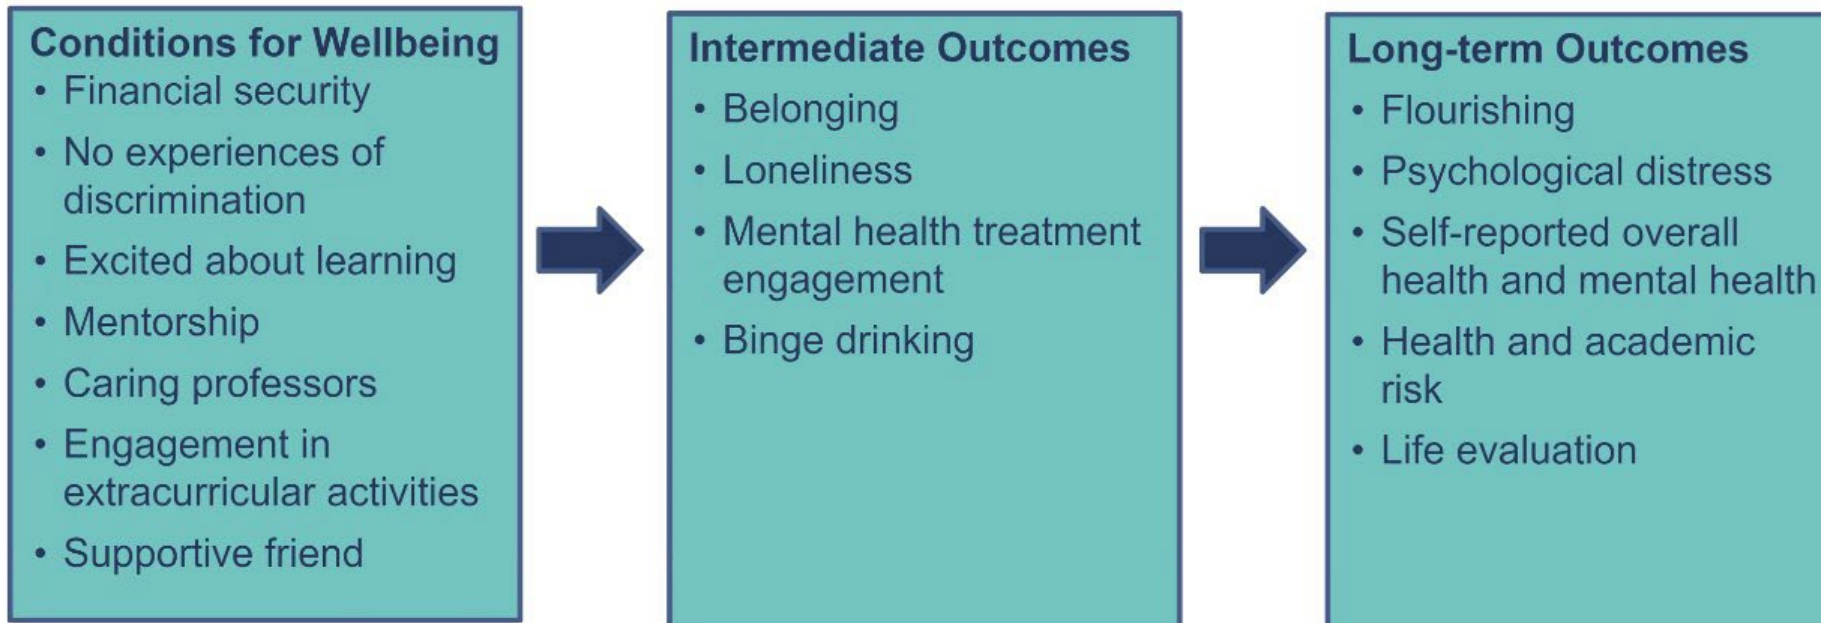 Conditions for Wellbeing
• Financial security
• No experiences of
discrimination
• Excited about learning
• Mentorship
• Caring professors
• Engagement in
extracurricular activities
• Supportive friend
Intermediate Outcomes
• Belonging
• Loneliness
• Mental health treatment
engagement
• Binge drinking
Long-term Outcomes
• Flourishing
• Psychological distress
• Self-reported overall
health and mental health
• Health and academic
risk
• Life evaluation